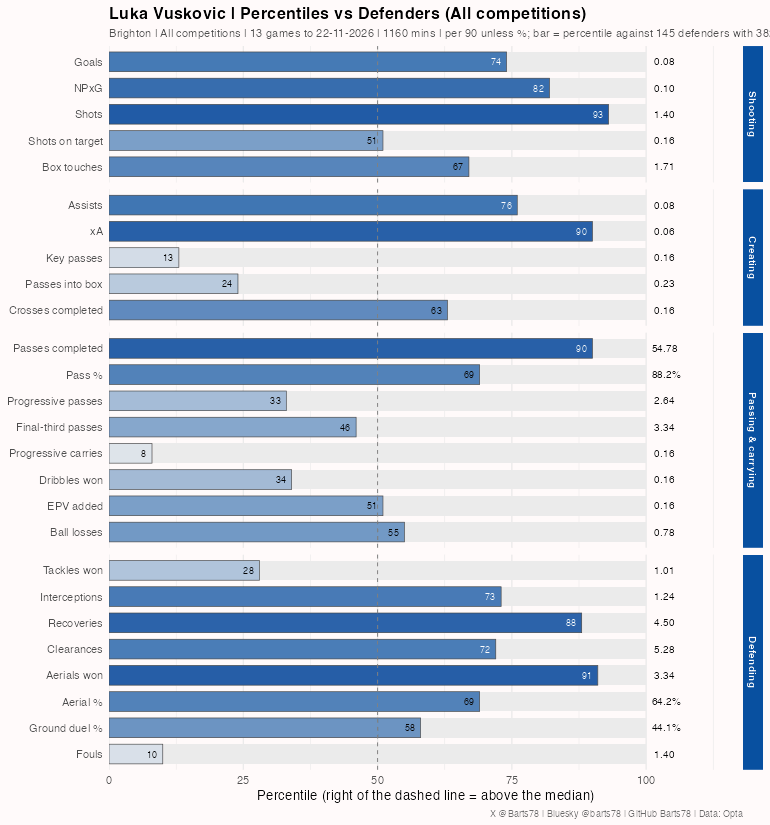 Luka Vuskovic | Percentiles vs Defenders (All competitions)
Brighton | All competitions | 13 games to 22-11-2026 | 1160 mins | per 90 unless %; bar = percentile against 145 defenders with 38
Goals 74 0.08
NPxG 82 0.10
Shots 93 1.40
Shots on target 51 0.16
Box touches 67 1.71
Shooting
Assists 76 0.08
xA 90 0.06
Key passes 13 0.16
Passes into box 24 0.23
Crosses completed 63 0.16
Creating
Passes completed 90 54.78
Pass % 69 88.2%
Progressive passes 33 2.64
Final-third passes 46 3.34
Progressive carries 8 0.16
Dribbles won 34 0.16
EPV added 51 0.16
Ball losses 55 0.78
Passing & carrying
Tackles won 28 1.01
Interceptions 73 1.24
Recoveries 88 4.50
Clearances 72 5.28
Aerials won 91 3.34
Aerial % 69 64.2%
Ground duel % 58 44.1%
Fouls 10 1.40
Defending
0 25 50 75 100
Percentile (right of the dashed line = above the median)
X @Barts78 | Bluesky @barts78 | GitHub Barts78 | Data: Opta